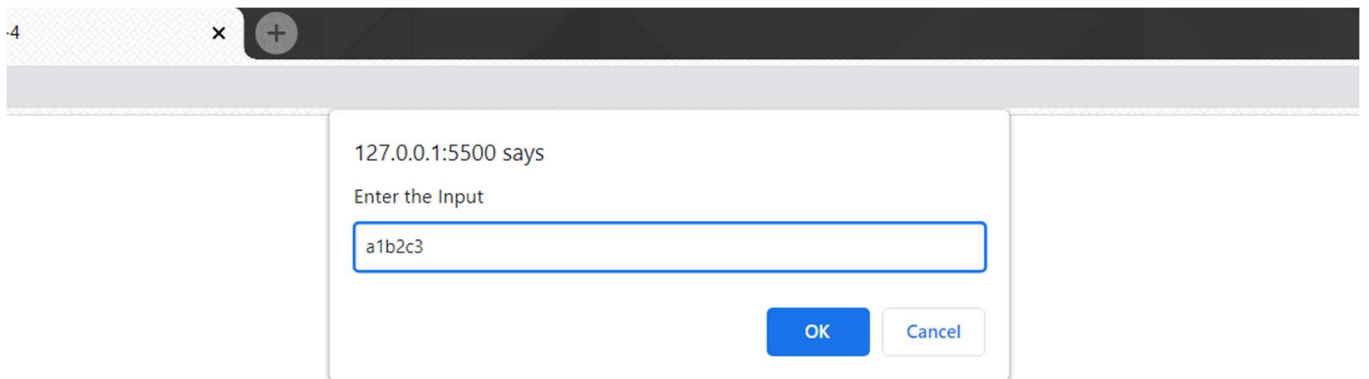 -4
127.0.0.1:5500 says
Enter the Input
a1b2c3
OK Cancel